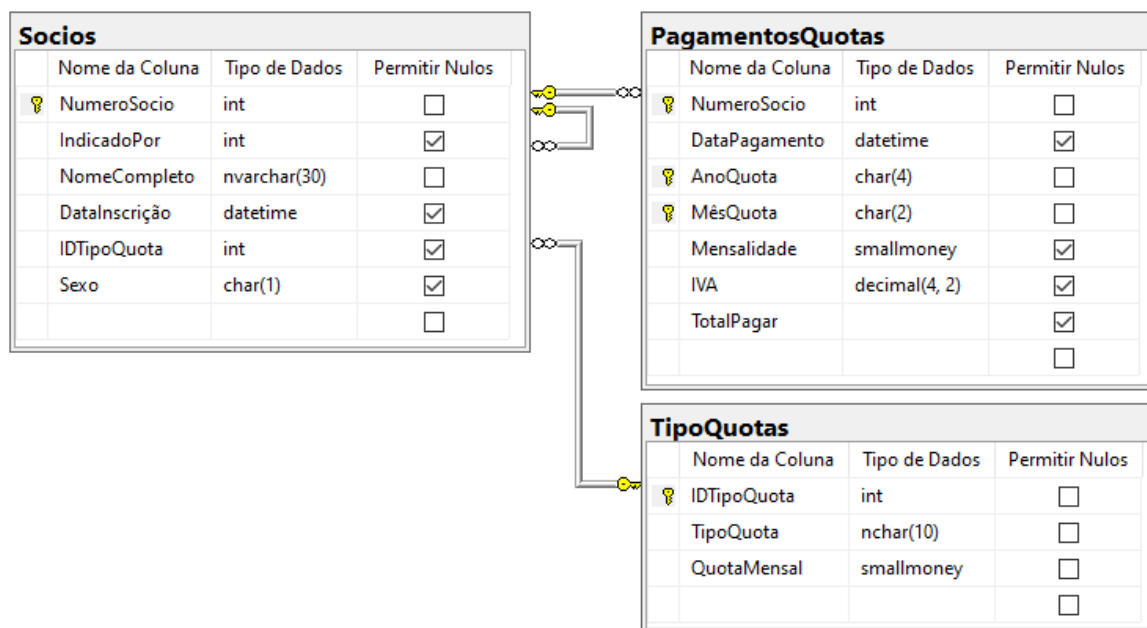 Socios
Nome da Coluna Tipo de Dados Permitir Nulos
NumeroSocio int
IndicadoPor int
NomeCompleto nvarchar(30)
DataInscrição datetime
IDTipoQuota int
Sexo char(1)
PagamentosQuotas
Nome da Coluna Tipo de Dados Permitir Nulos
NumeroSocio int
DataPagamento datetime
AnoQuota char(4)
MêsQuota char(2)
Mensalidade smallmoney
IVA decimal(4, 2)
TotalPagar
TipoQuotas
Nome da Coluna Tipo de Dados Permitir Nulos
IDTipoQuota int
TipoQuota nchar(10)
QuotaMensal smallmoney